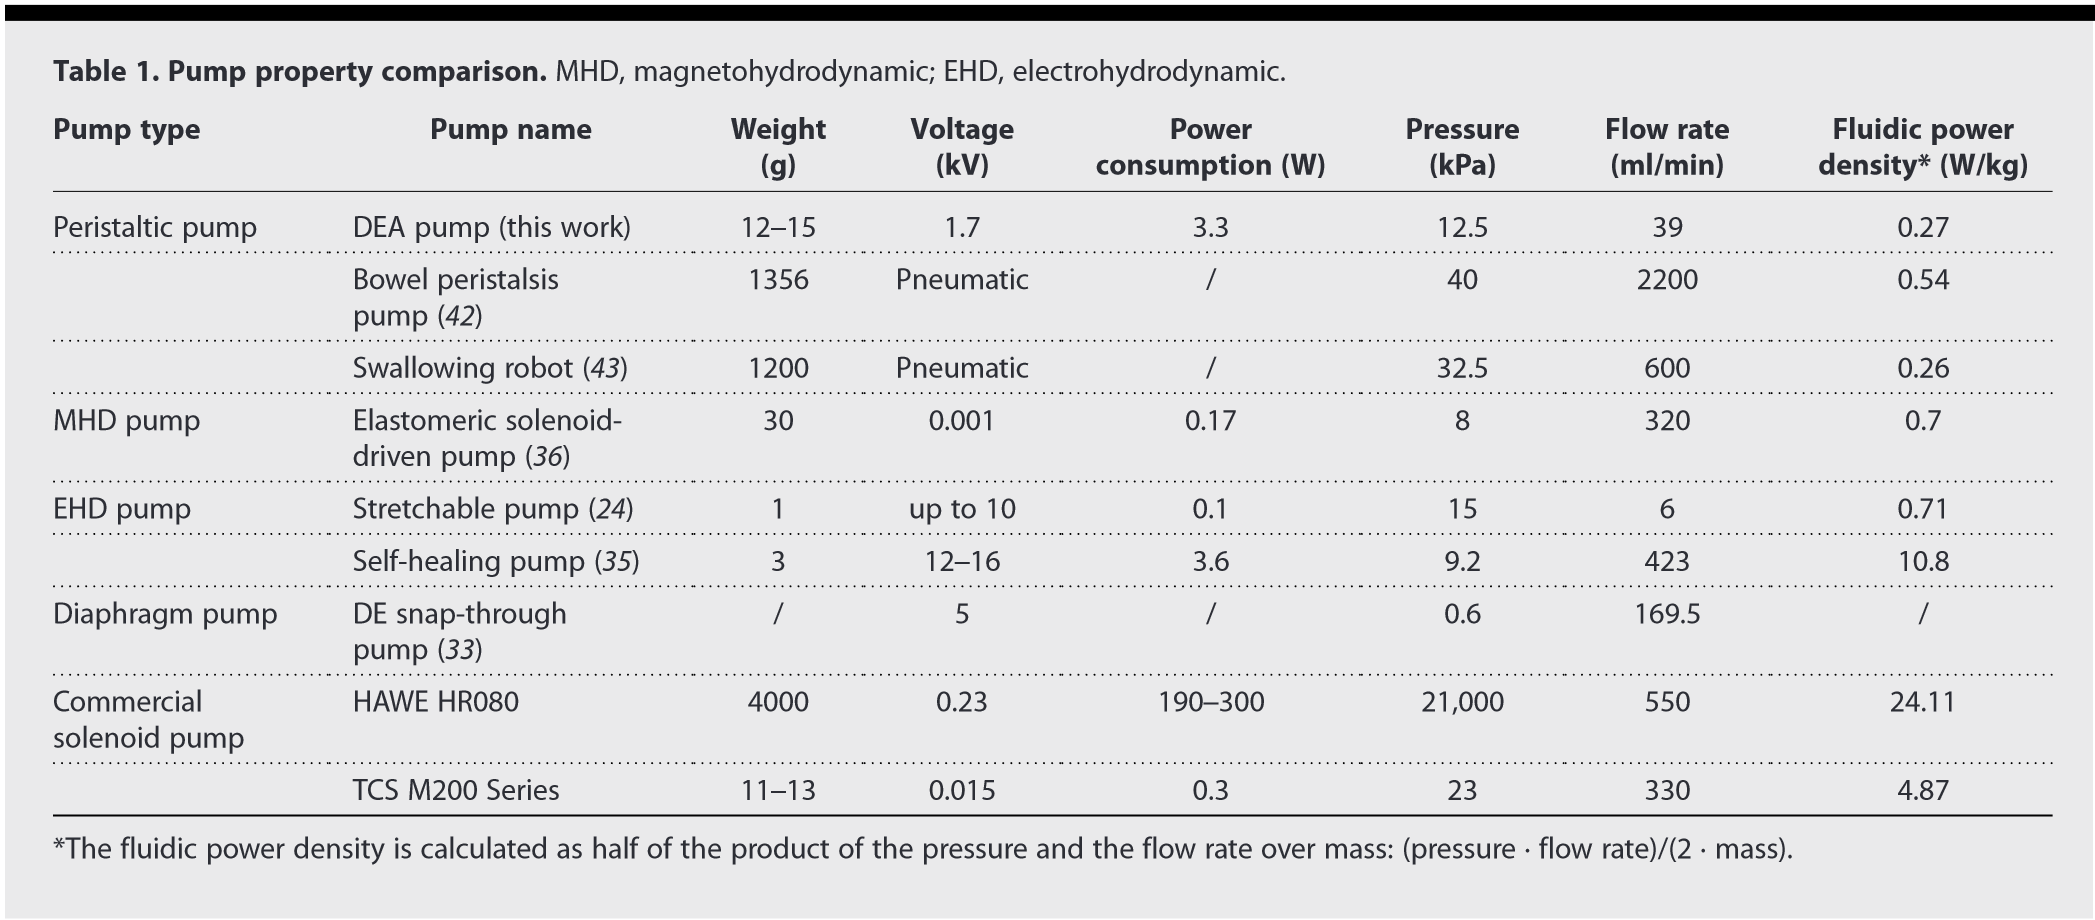 Table 1. Pump property comparison. MHD, magnetohydrodynamic; EHD, electrohydrodynamic.
Pump type Pump name Weight (g) Voltage (kV) Power consumption (W) Pressure (kPa) Flow rate (ml/min) Fluidic power density* (W/kg)
Peristaltic pump DEA pump (this work) 12–15 1.7 3.3 12.5 39 0.27
Bowel peristalsis pump (42) 1356 Pneumatic / 40 2200 0.54
Swallowing robot (43) 1200 Pneumatic / 32.5 600 0.26
MHD pump Elastomeric solenoid-driven pump (36) 30 0.001 0.17 8 320 0.7
EHD pump Stretchable pump (24) 1 up to 10 0.1 15 6 0.71
Self-healing pump (35) 3 12–16 3.6 9.2 423 10.8
Diaphragm pump DE snap-through pump (33) / 5 / 0.6 169.5 /
Commercial solenoid pump HAWE HR080 4000 0.23 190–300 21,000 550 24.11
TCS M200 Series 11–13 0.015 0.3 23 330 4.87
*The fluidic power density is calculated as half of the product of the pressure and the flow rate over mass: (pressure · flow rate)/(2 · mass).